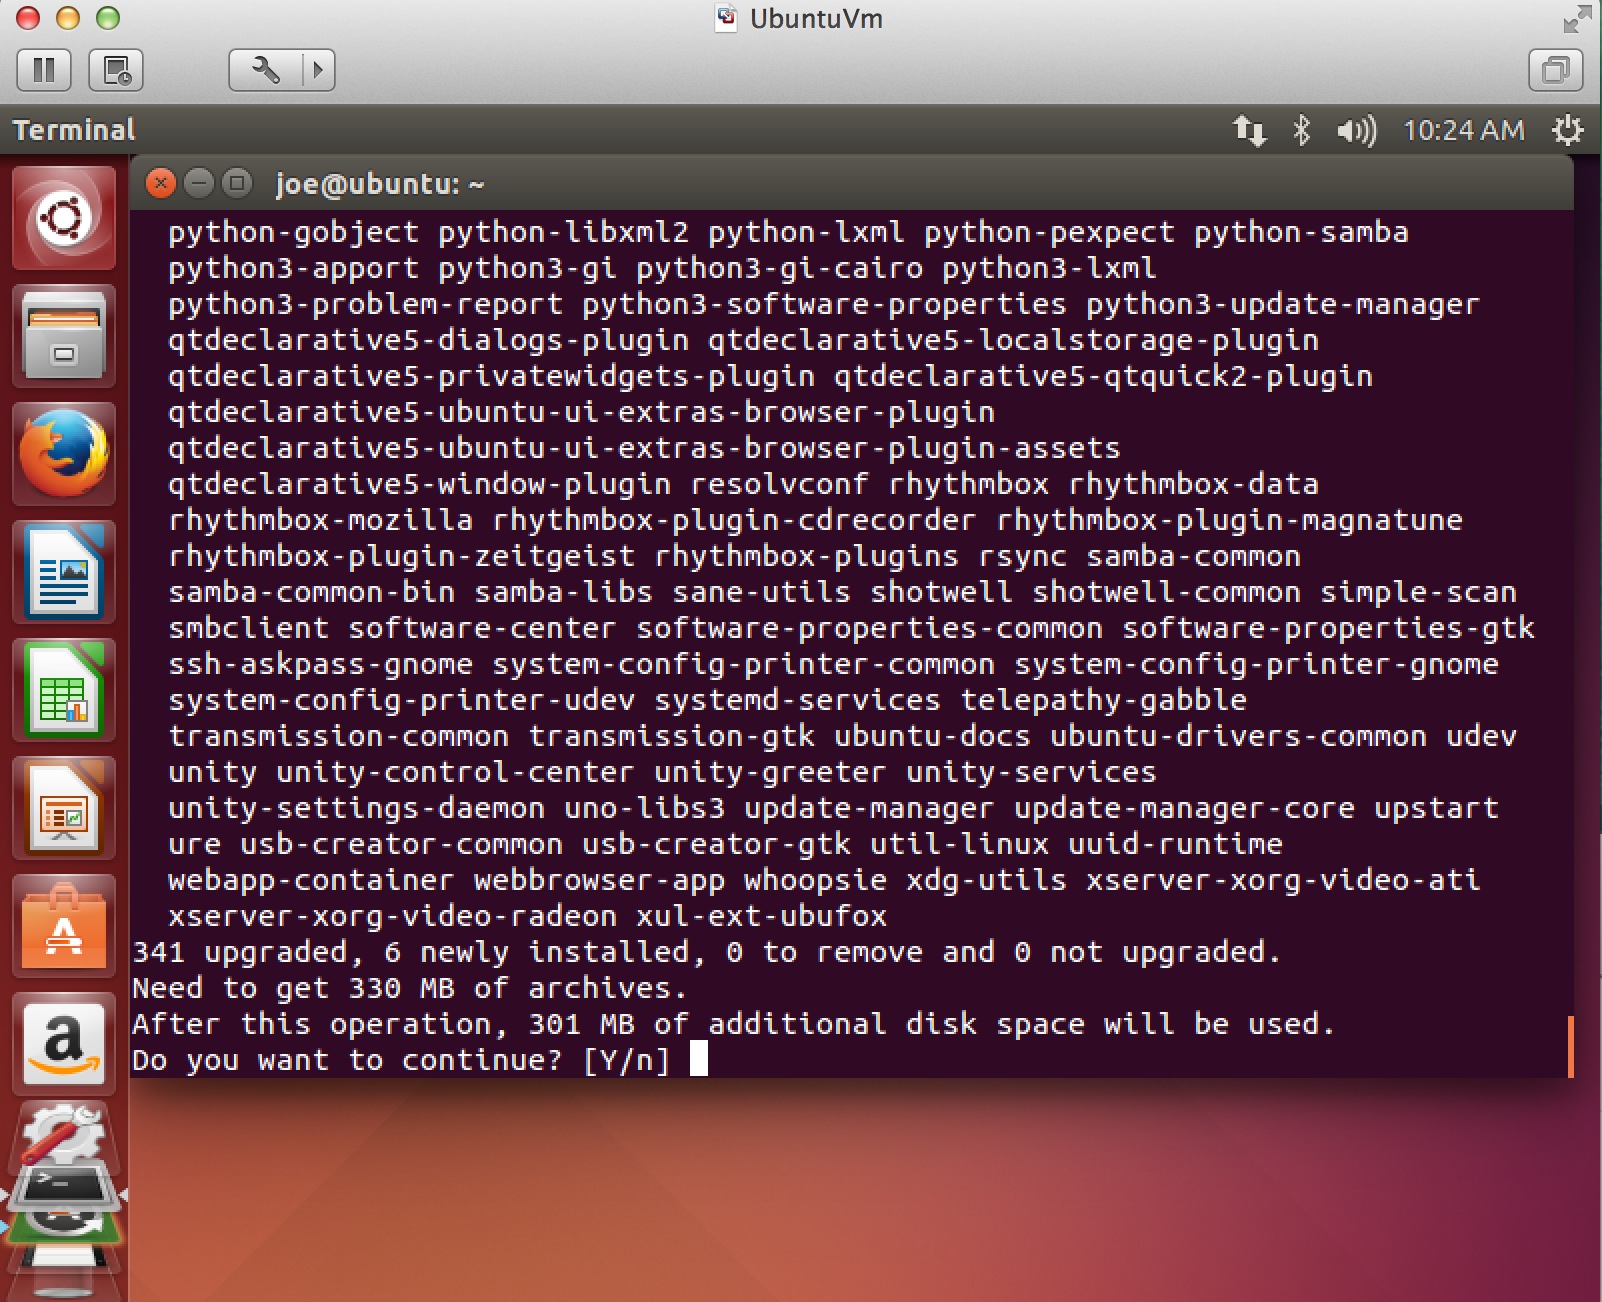 UbuntuVm
Terminal
10:24 AM
joe@ubuntu: ~
python-gobject python-libxml2 python-lxml python-pexpect python-samba
python3-apport python3-gi python3-gi-cairo python3-lxml
python3-problem-report python3-software-properties python3-update-manager
qtdeclarative5-dialogs-plugin qtdeclarative5-localstorage-plugin
qtdeclarative5-privatewidgets-plugin qtdeclarative5-qtquick2-plugin
qtdeclarative5-ubuntu-ui-extras-browser-plugin
qtdeclarative5-ubuntu-ui-extras-browser-plugin-assets
qtdeclarative5-window-plugin resolvconf rhythmbox rhythmbox-data
rhythmbox-mozilla rhythmbox-plugin-cdrecorder rhythmbox-plugin-magnatune
rhythmbox-plugin-zeitgeist rhythmbox-plugins rsync samba-common
samba-common-bin samba-libs sane-utils shotwell shotwell-common simple-scan
smbclient software-center software-properties-common software-properties-gtk
ssh-askpass-gnome system-config-printer-common system-config-printer-gnome
system-config-printer-udev systemd-services telepathy-gabble
transmission-common transmission-gtk ubuntu-docs ubuntu-drivers-common udev
unity unity-control-center unity-greeter unity-services
unity-settings-daemon uno-libs3 update-manager update-manager-core upstart
ure usb-creator-common usb-creator-gtk util-linux uuid-runtime
webapp-container webbrowser-app whoopsie xdg-utils xserver-xorg-video-ati
xserver-xorg-video-radeon xul-ext-ubufox
341 upgraded, 6 newly installed, 0 to remove and 0 not upgraded.
Need to get 330 MB of archives.
After this operation, 301 MB of additional disk space will be used.
Do you want to continue? [Y/n]